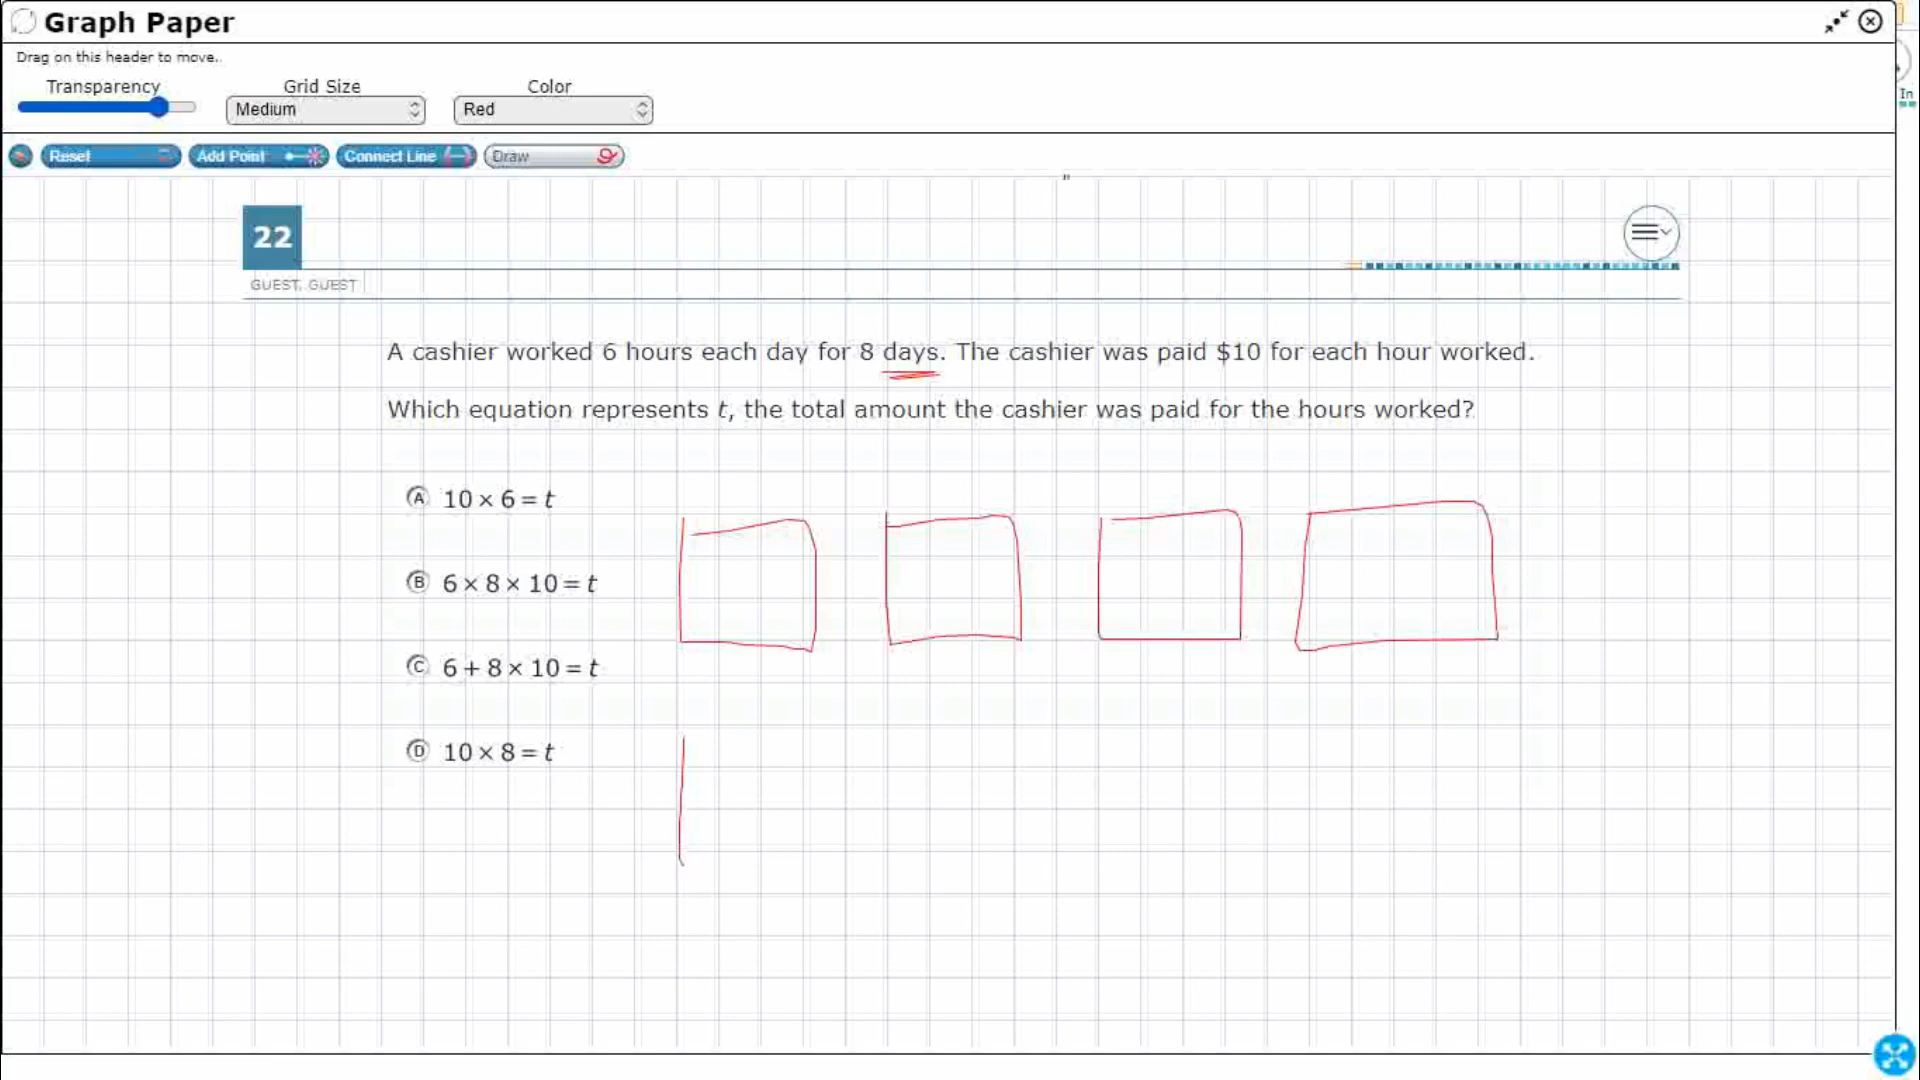 Graph Paper
Drag on this header to move..
Transparency
Grid Size
Color
Medium
Red
Reset
Add Point
Connect Line
Draw
In
"
22
GUEST, GUEST
A cashier worked 6 hours each day for 8 days. The cashier was paid $10 for each hour worked.
Which equation represents t, the total amount the cashier was paid for the hours worked?
A 10 × 6 = t
B 6 × 8 × 10 = t
C 6 + 8 × 10 = t
D 10 × 8 = t